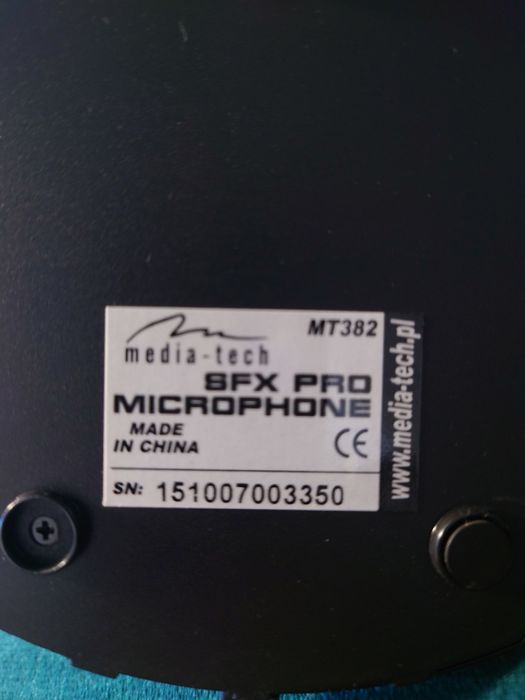 MT382
media-tech
SFX PRO
MICROPHONE
MADE
IN CHINA
CE
SN: 151007003350
www.media-tech.pl